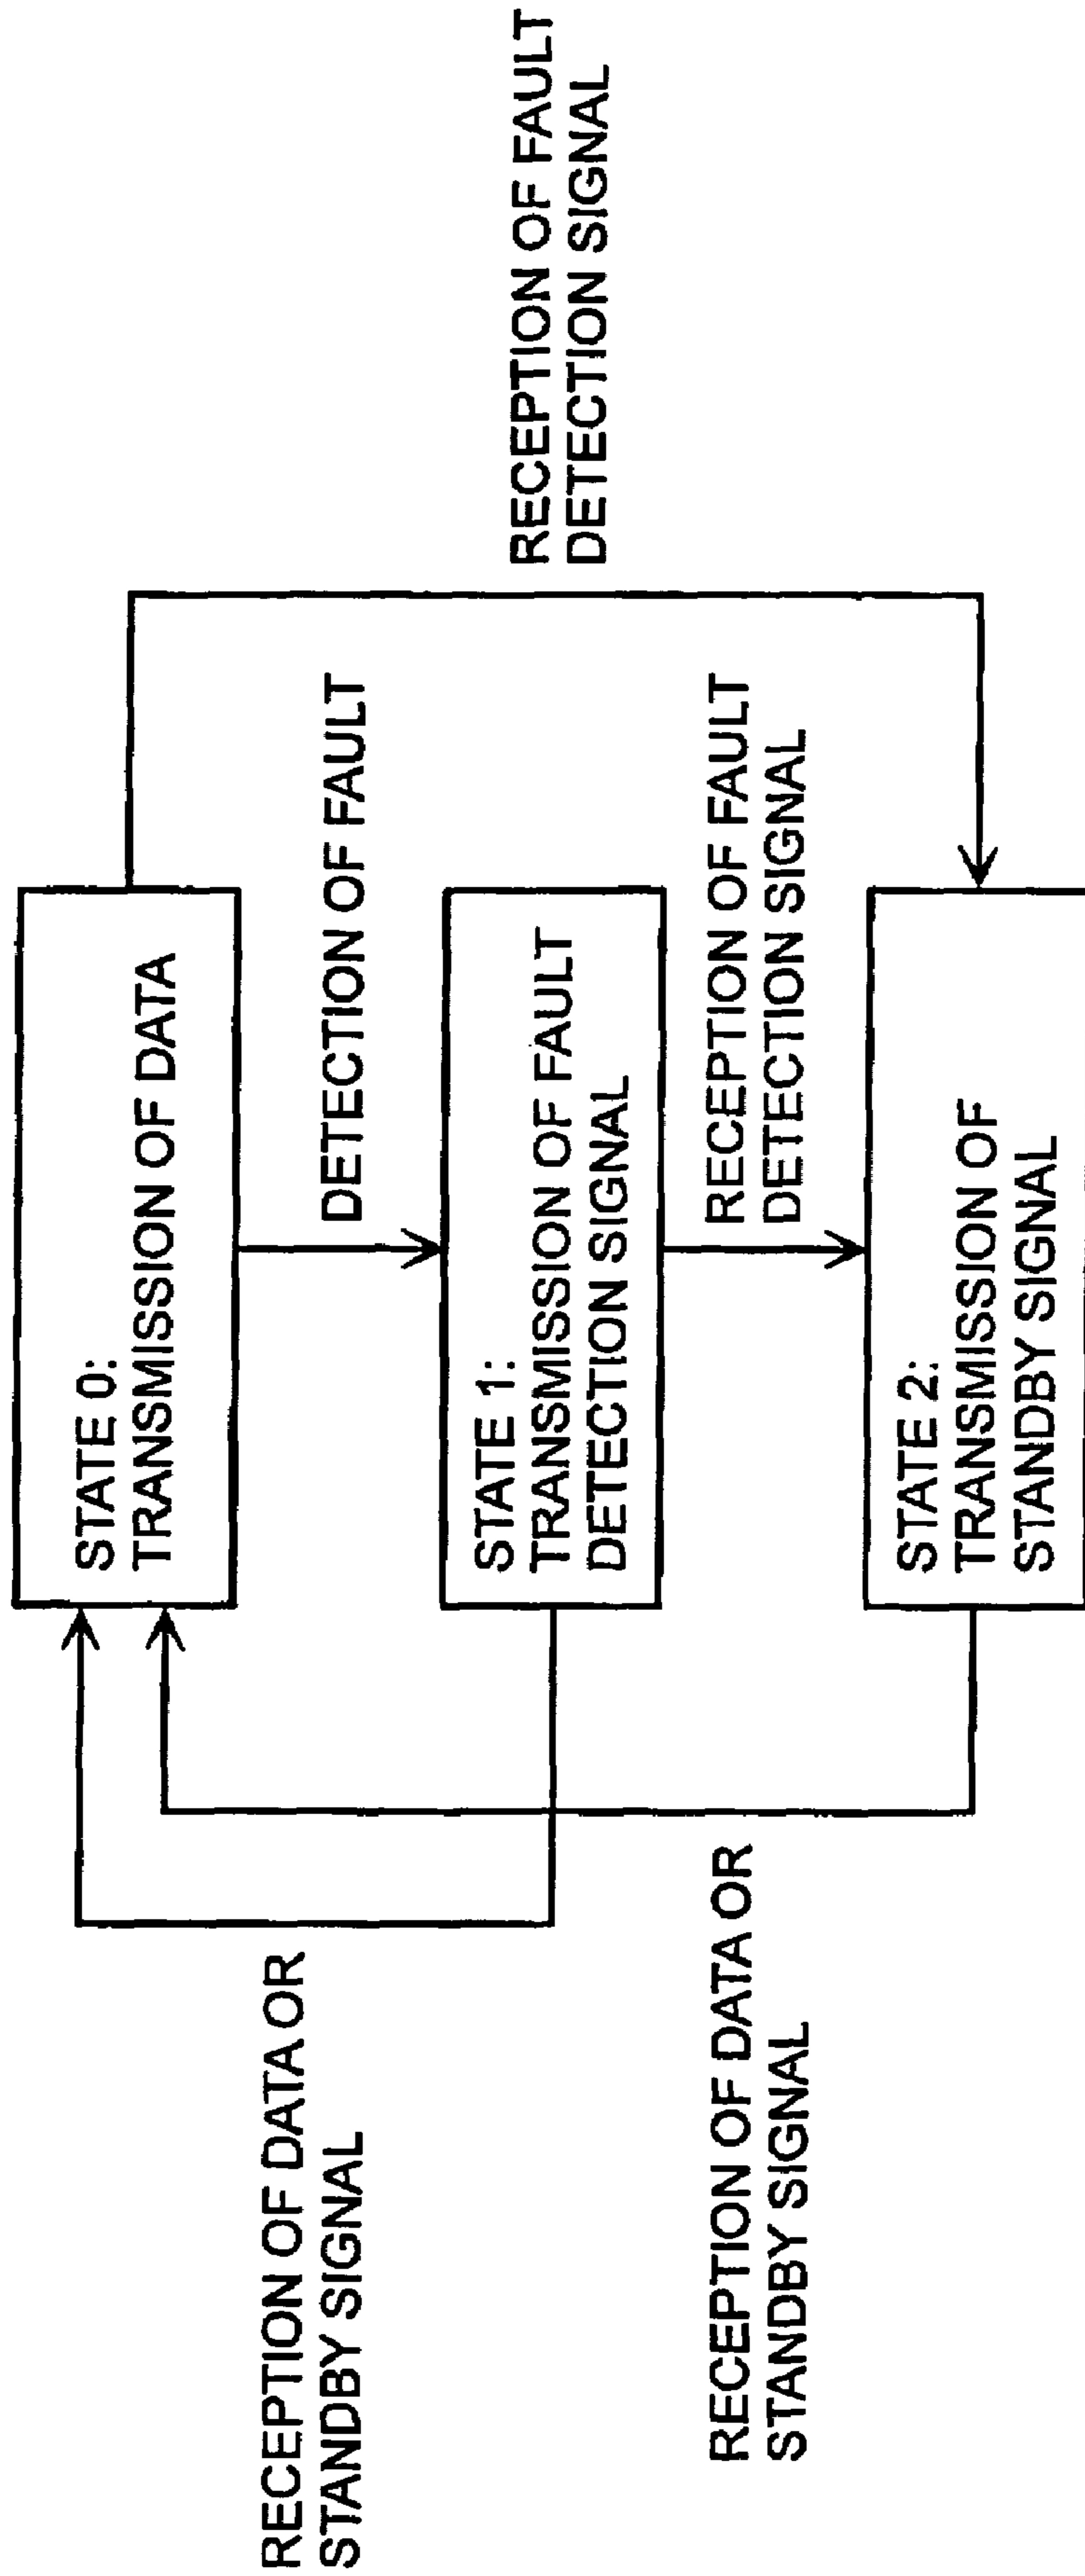 STATE 0:
TRANSMISSION OF DATA
DETECTION OF FAULT
RECEPTION OF FAULT
DETECTION SIGNAL
RECEPTION OF DATA OR
STANDBY SIGNAL
STATE 1:
TRANSMISSION OF FAULT
DETECTION SIGNAL
RECEPTION OF FAULT
DETECTION SIGNAL
RECEPTION OF DATA OR
STANDBY SIGNAL
STATE 2:
TRANSMISSION OF
STANDBY SIGNAL